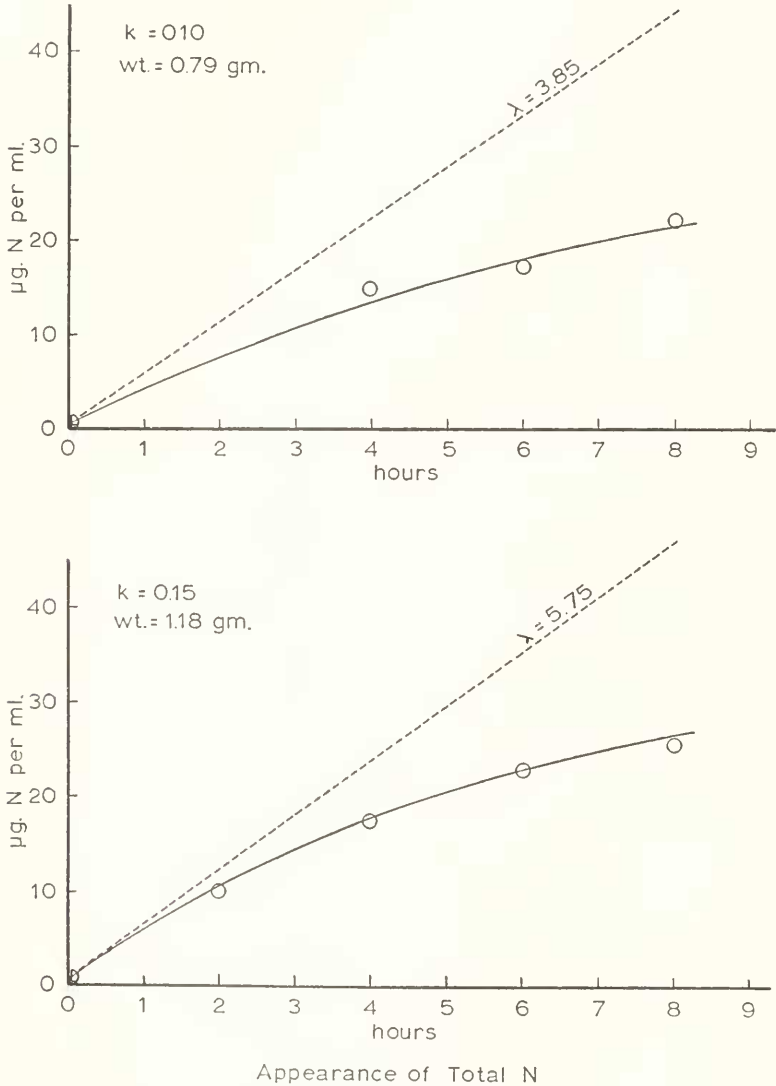 40
k = 010
wt. = 0.79 gm.
λ = 3.85
30
µg. N per ml.
20
10
0
0 1 2 3 4 5 6 7 8 9
hours
k = 0.15
wt. = 1.18 gm.
40
λ = 5.75
30
µg. N per ml.
20
10
0
0 1 2 3 4 5 6 7 8 9
hours
Appearance of Total N